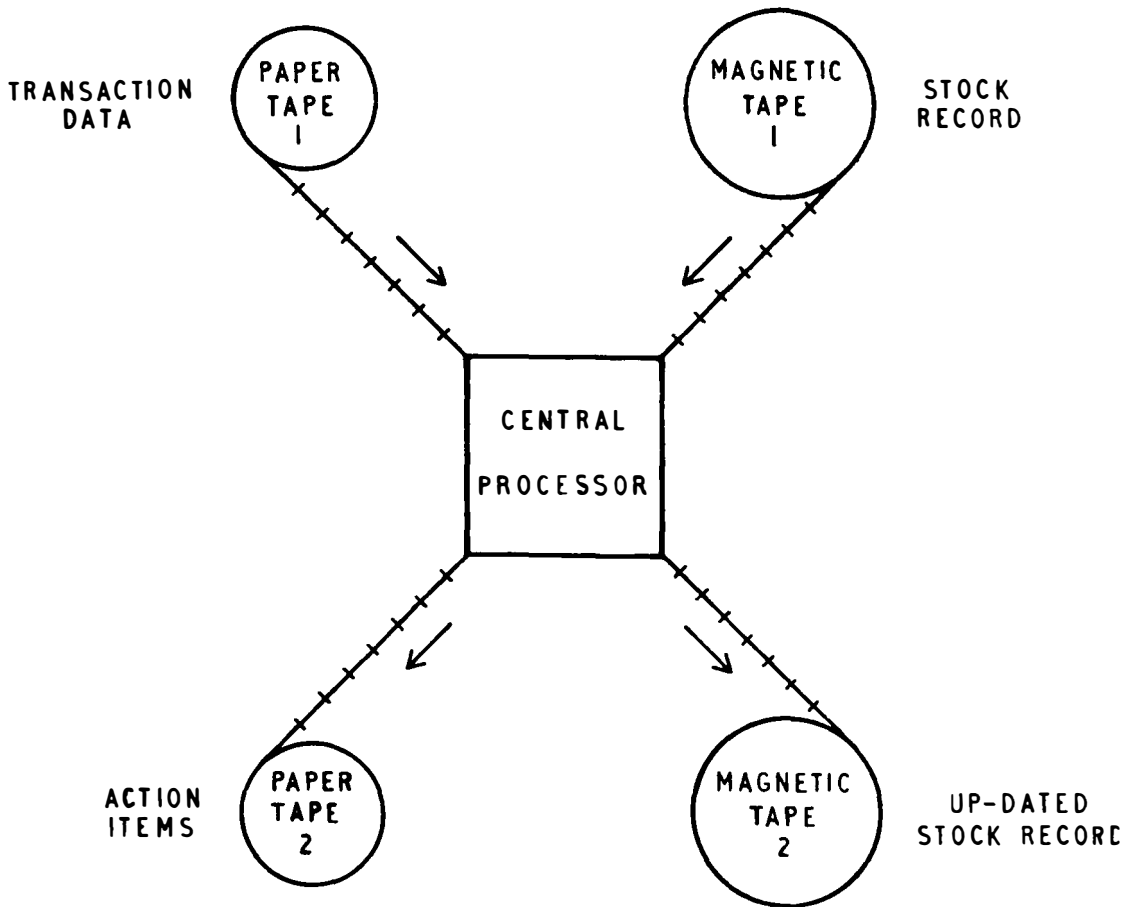 TRANSACTION
DATA
PAPER
TAPE
1
MAGNETIC
TAPE
1
STOCK
RECORD
CENTRAL
PROCESSOR
ACTION
ITEMS
PAPER
TAPE
2
MAGNETIC
TAPE
2
UP-DATED
STOCK RECORD